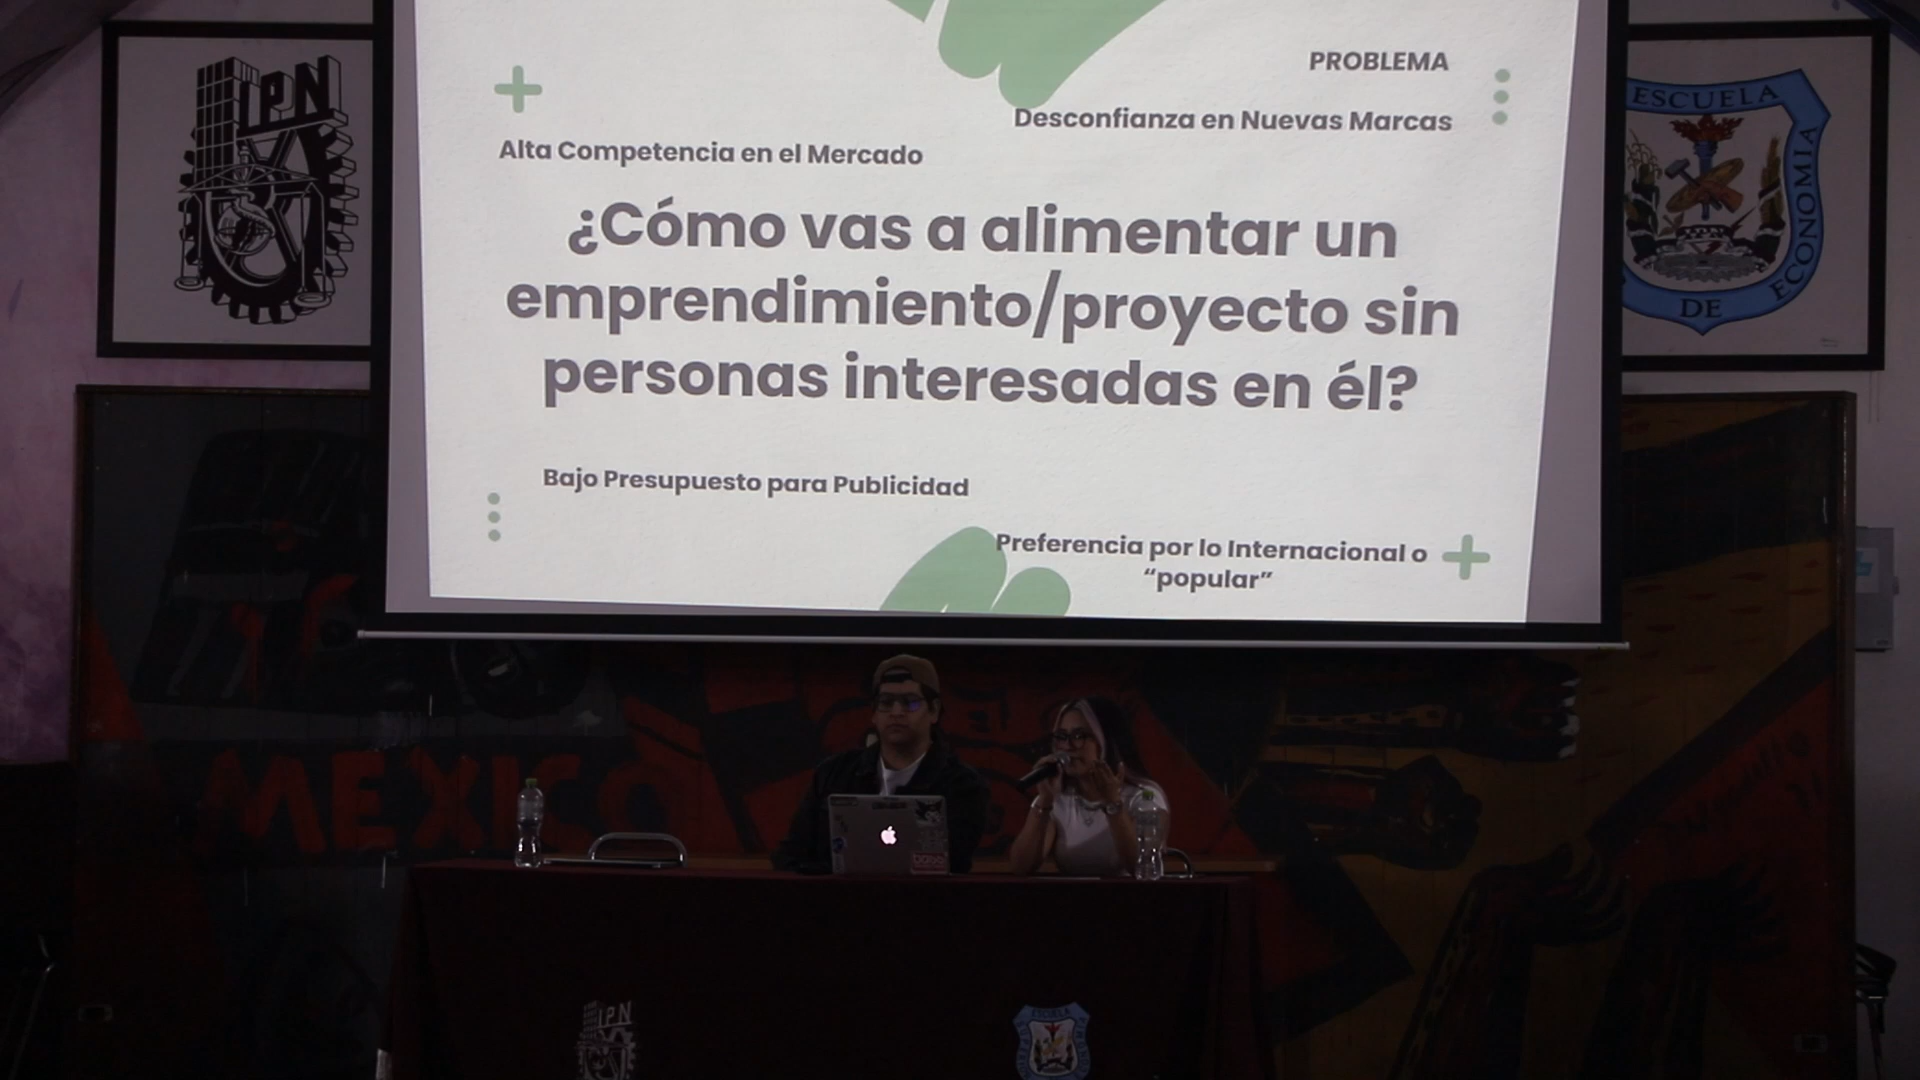 IPN
PROBLEMA
Desconfianza en Nuevas Marcas
Alta Competencia en el Mercado
¿Cómo vas a alimentar un
emprendimiento/proyecto sin
personas interesadas en él?
Bajo Presupuesto para Publicidad
Preferencia por lo Internacional o
“popular”
ESCUELA
DE
ECONOMIA
MEXICO
IPN
ESCUELA